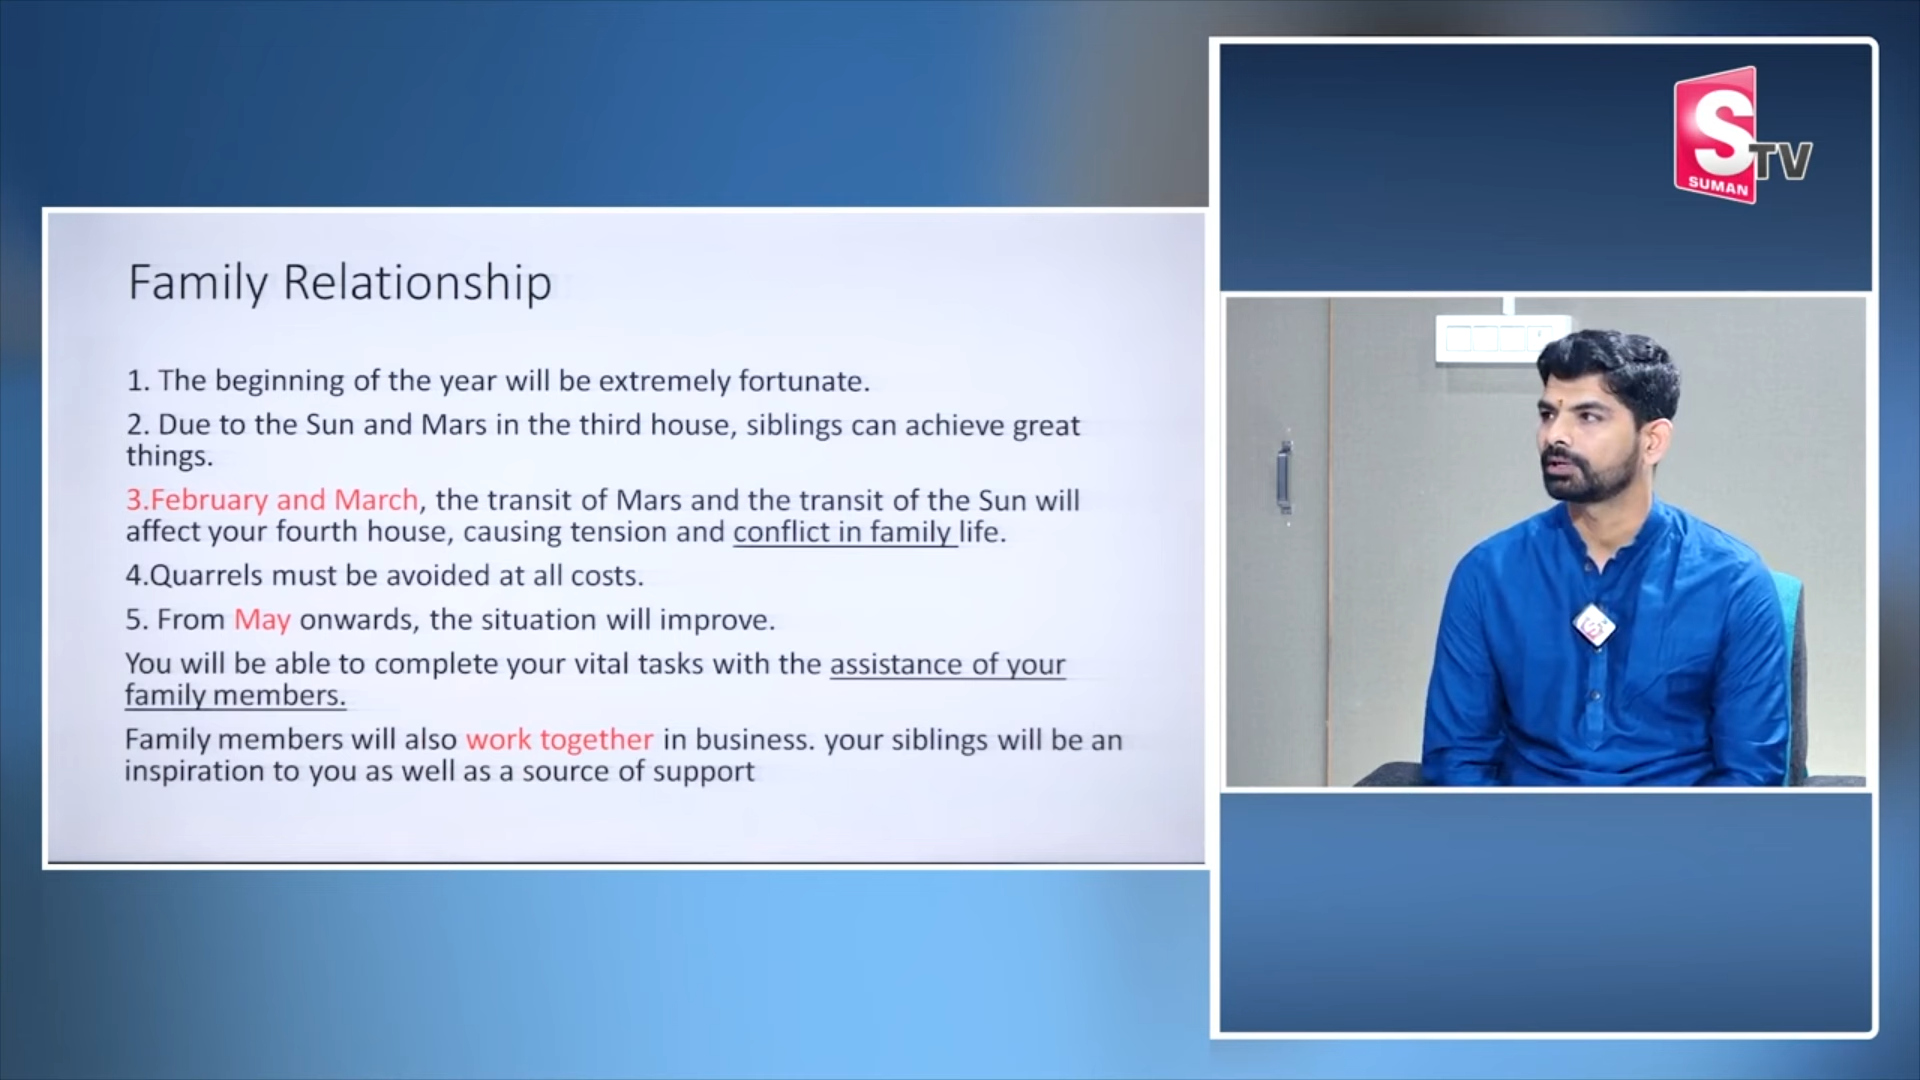 Family Relationship
1. The beginning of the year will be extremely fortunate.
2. Due to the Sun and Mars in the third house, siblings can achieve great
things.
3.February and March, the transit of Mars and the transit of the Sun will
affect your fourth house, causing tension and conflict in family life.
4.Quarrels must be avoided at all costs.
5. From May onwards, the situation will improve.
You will be able to complete your vital tasks with the assistance of your
family members.
Family members will also work together in business. your siblings will be an
inspiration to you as well as a source of support
S TV
SUMAN